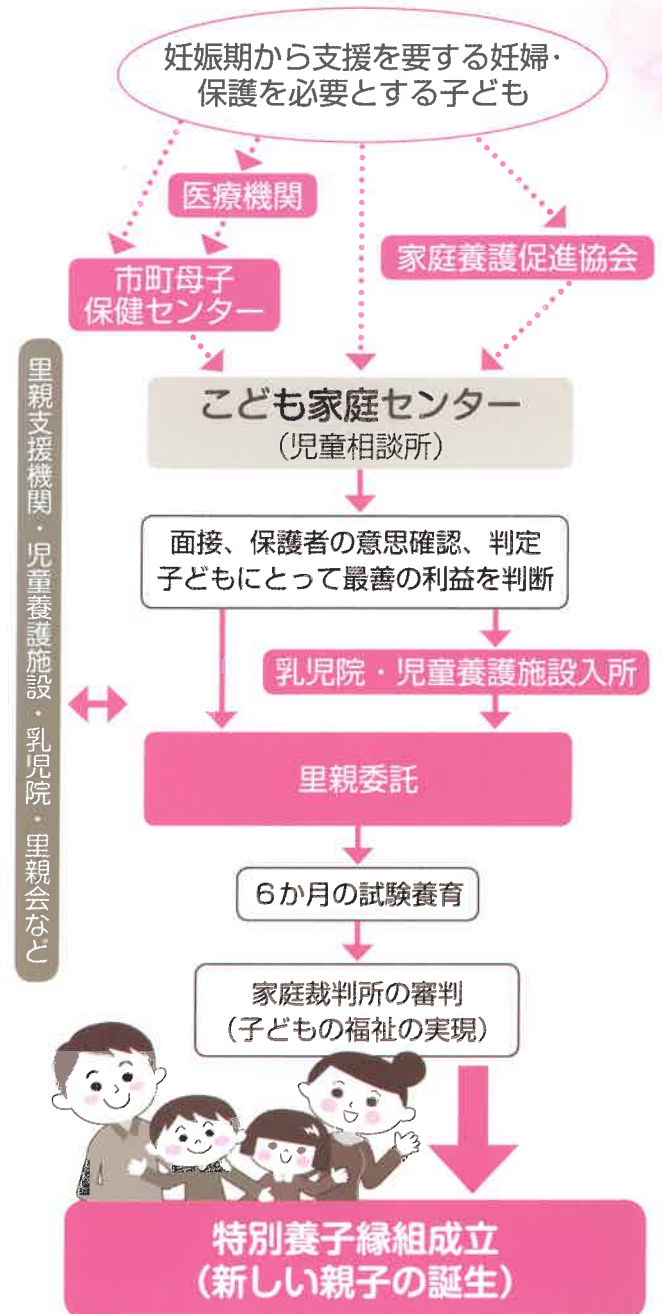 妊娠期から支援を要する妊婦・
保護を必要とする子ども
医療機関
市町母子
保健センター
家庭養護促進協会
こども家庭センター
(児童相談所)
面接、保護者の意思確認、判定
子どもにとって最善の利益を判断
乳児院・児童養護施設入所
里親支援機関・児童養護施設・乳児院・里親会など
里親委託
6か月の試験養育
家庭裁判所の審判
(子どもの福祉の実現)
特別養子縁組成立
(新しい親子の誕生)